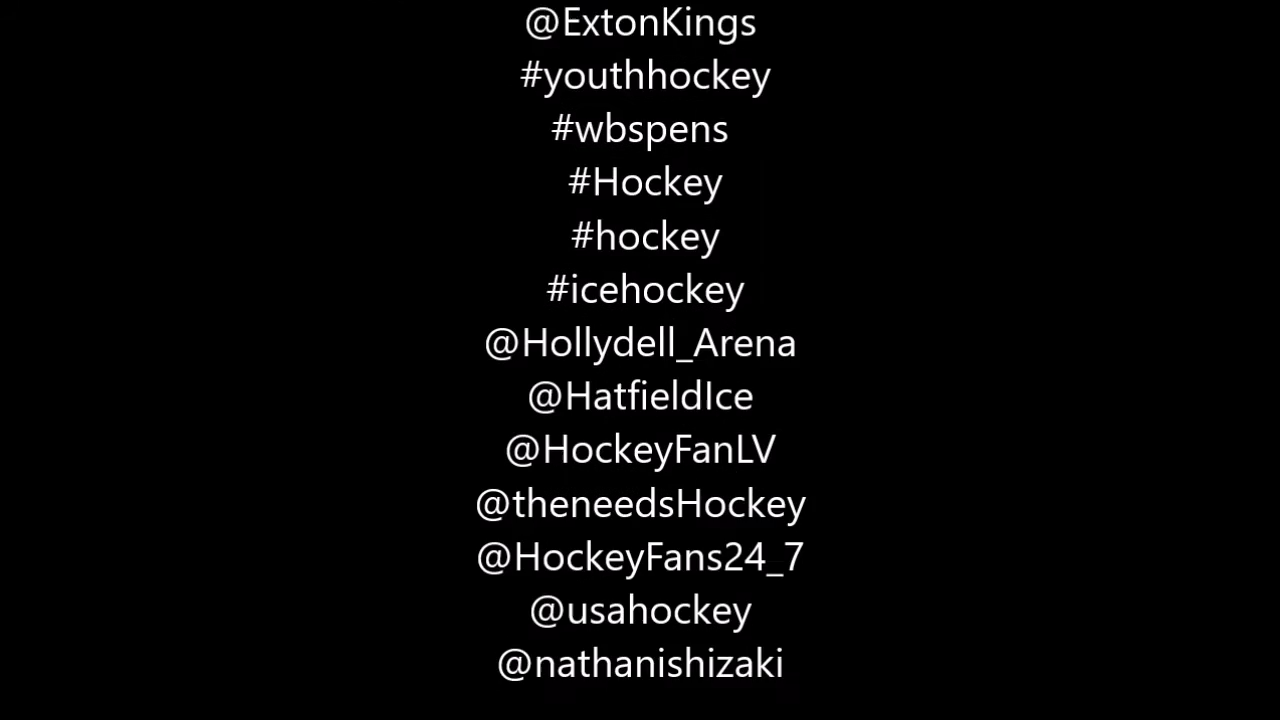 @ExtonKings
#youthhockey
#wbspens
#Hockey
#hockey
#icehockey
@Hollydell_Arena
@HatfieldIce
@HockeyFanLV
@theneedsHockey
@HockeyFans24_7
@usahockey
@nathanishizaki